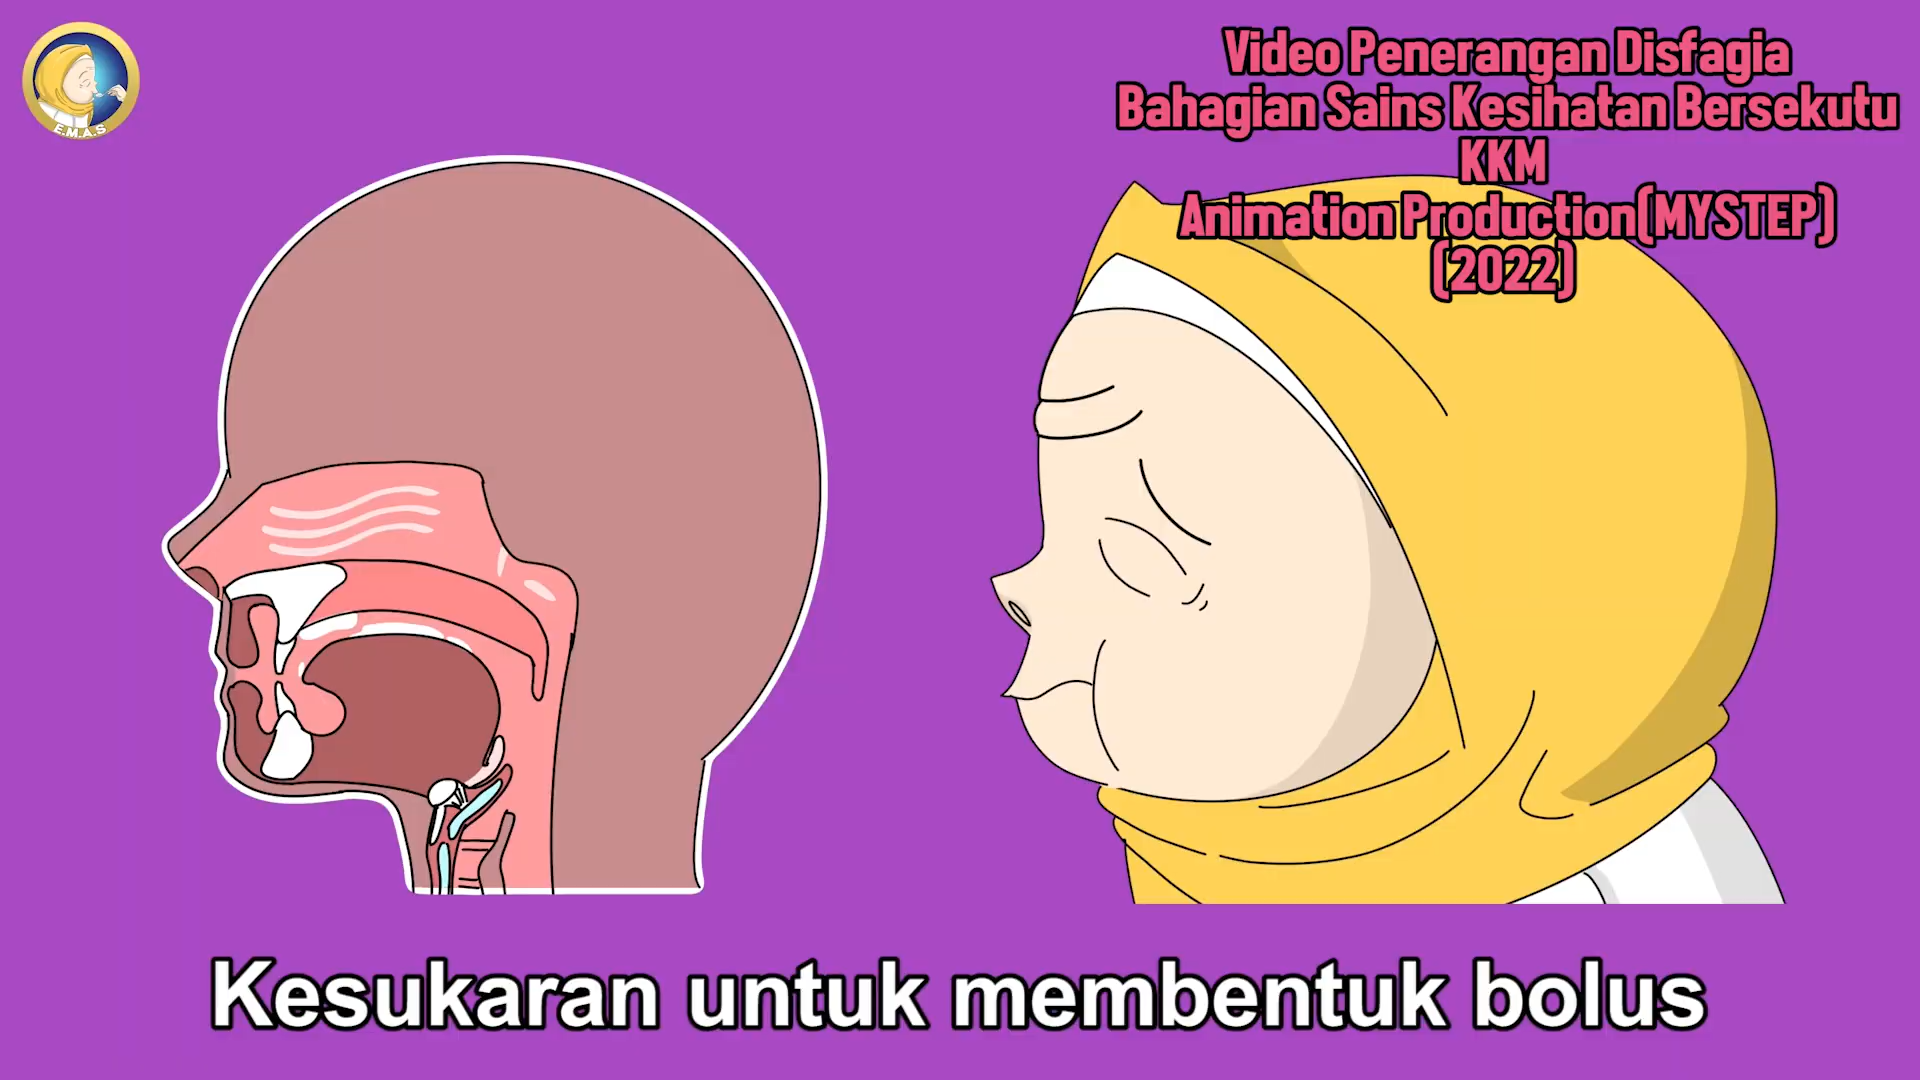 E.M.A.S
Video Penerangan Disfagia
Bahagian Sains Kesihatan Bersekutu
KKM
Animation Production(MYSTEP)
(2022)
Kesukaran untuk membentuk bolus